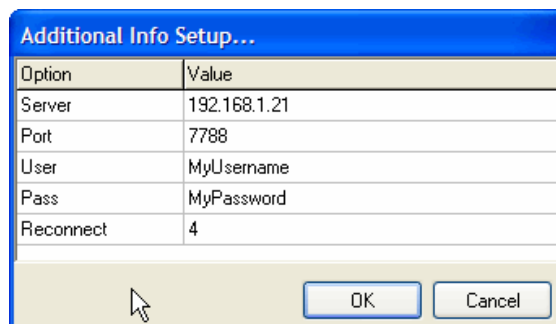 Additional Info Setup...
Option Value
Server 192.168.1.21
Port 7788
User MyUsername
Pass MyPassword
Reconnect 4
OK Cancel